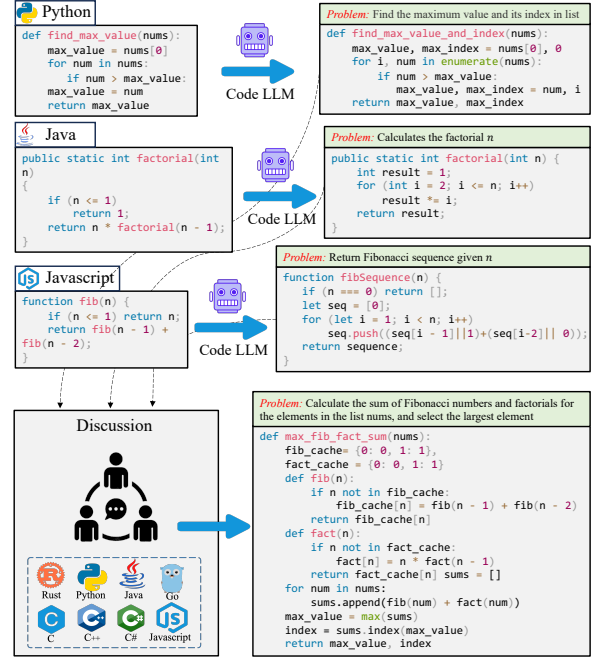 Python
def find_max_value(nums):
max_value = nums[0]
for num in nums:
if num > max_value:
max_value = num
return max_value
Code LLM
Problem: Find the maximum value and its index in list
def find_max_value_and_index(nums):
max_value, max_index = nums[0], 0
for i, num in enumerate(nums):
if num > max_value:
max_value, max_index = num, i
return max_value, max_index
Java
public static int factorial(int
n)
{
if (n <= 1)
return 1;
return n * factorial(n - 1);
}
Code LLM
Problem: Calculates the factorial n
public static int factorial(int n) {
int result = 1;
for (int i = 2; i <= n; i++)
result *= i;
return result;
}
JS
Javascript
function fib(n) {
if (n <= 1) return n;
return fib(n - 1) +
fib(n - 2);
}
Code LLM
Problem: Return Fibonacci sequence given n
function fibSequence(n) {
if (n === 0) return [];
let seq = [0];
for (let i = 1; i < n; i++)
seq.push((seq[i - 1]||1)+(seq[i-2]|| 0));
return sequence;
}
Discussion
R
Rust
Python
Java
Go
C
C
C++
C++
C#
C#
JS
Javascript
Problem: Calculate the sum of Fibonacci numbers and factorials for
the elements in the list nums, and select the largest element
def max_fib_fact_sum(nums):
fib_cache= {0: 0, 1: 1},
fact_cache = {0: 0, 1: 1}
def fib(n):
if n not in fib_cache:
fib_cache[n] = fib(n - 1) + fib(n - 2)
return fib_cache[n]
def fact(n):
if n not in fact_cache:
fact[n] = n * fact(n - 1)
return fact_cache[n] sums = []
for num in nums:
sums.append(fib(num) + fact(num))
max_value = max(sums)
index = sums.index(max_value)
return max_value, index